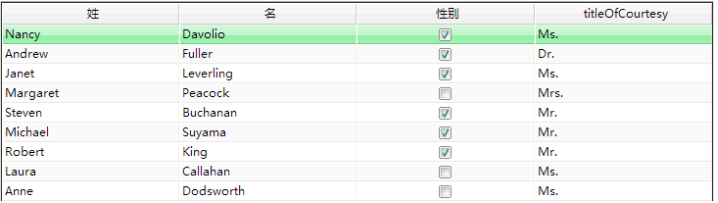 姓 名 性别 titleOfCourtesy
Nancy Davolio Ms.
Andrew Fuller Dr.
Janet Leverling Ms.
Margaret Peacock Mrs.
Steven Buchanan Mr.
Michael Suyama Mr.
Robert King Mr.
Laura Callahan Ms.
Anne Dodsworth Ms.